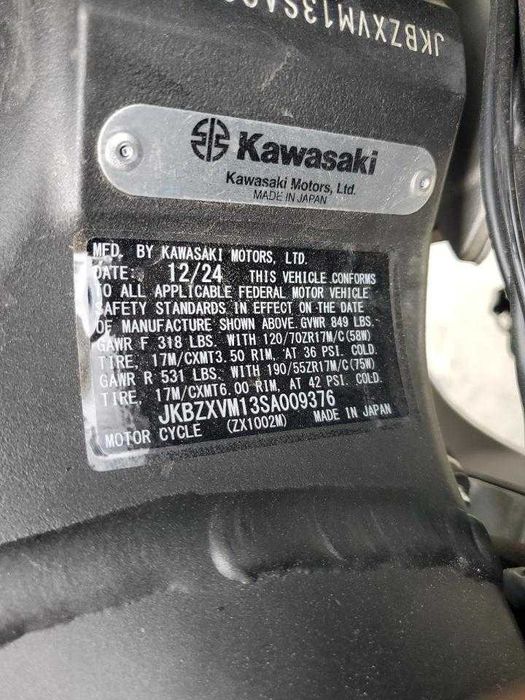 JKBZXVM13SA00
Kawasaki
Kawasaki Motors, Ltd.
MADE IN JAPAN
MFD. BY KAWASAKI MOTORS, LTD.
DATE: 12/24 THIS VEHICLE CONFORMS
TO ALL APPLICABLE FEDERAL MOTOR VEHICLE
SAFETY STANDARDS IN EFFECT ON THE DATE
OF MANUFACTURE SHOWN ABOVE. GVWR 849 LBS.
GAWR F 318 LBS. WITH 120/70ZR17M/C(58W)
TIRE, 17M/CXMT3.50 RIM, AT 36 PSI. COLD.
GAWR R 531 LBS. WITH 190/55ZR17M/C(75W)
TIRE, 17M/CXMT6.00 RIM, AT 42 PSI. COLD.
JKBZXVM13SA009376
MOTOR CYCLE (ZX1002M) MADE IN JAPAN